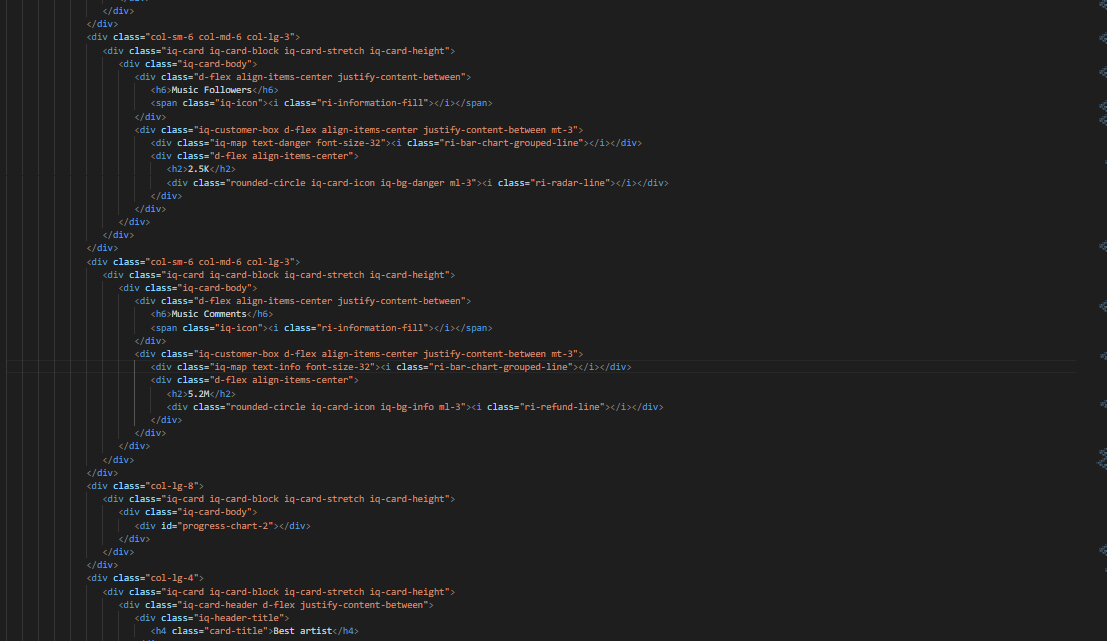 </div>
</div>
<div class="col-sm-6 col-md-6 col-lg-3">
<div class="iq-card iq-card-block iq-card-stretch iq-card-height">
<div class="iq-card-body">
<div class="d-flex align-items-center justify-content-between">
<h6>Music Followers</h6>
<span class="iq-icon"><i class="ri-information-fill"></i></span>
</div>
<div class="iq-customer-box d-flex align-items-center justify-content-between mt-3">
<div class="iq-map text-danger font-size-32"><i class="ri-bar-chart-grouped-line"></i></div>
<div class="d-flex align-items-center">
<h2>2.5K</h2>
<div class="rounded-circle iq-card-icon iq-bg-danger ml-3"><i class="ri-radar-line"></i></div>
</div>
</div>
</div>
</div>
</div>
<div class="col-sm-6 col-md-6 col-lg-3">
<div class="iq-card iq-card-block iq-card-stretch iq-card-height">
<div class="iq-card-body">
<div class="d-flex align-items-center justify-content-between">
<h6>Music Comments</h6>
<span class="iq-icon"><i class="ri-information-fill"></i></span>
</div>
<div class="iq-customer-box d-flex align-items-center justify-content-between mt-3">
<div class="iq-map text-info font-size-32"><i class="ri-bar-chart-grouped-line"></i></div>
<div class="d-flex align-items-center">
<h2>5.2M</h2>
<div class="rounded-circle iq-card-icon iq-bg-info ml-3"><i class="ri-refund-line"></i></div>
</div>
</div>
</div>
</div>
</div>
<div class="col-lg-8">
<div class="iq-card iq-card-block iq-card-stretch iq-card-height">
<div class="iq-card-body">
<div id="progress-chart-2"></div>
</div>
</div>
</div>
<div class="col-lg-4">
<div class="iq-card iq-card-block iq-card-stretch iq-card-height">
<div class="iq-card-header d-flex justify-content-between">
<div class="iq-header-title">
<h4 class="card-title">Best artist</h4>